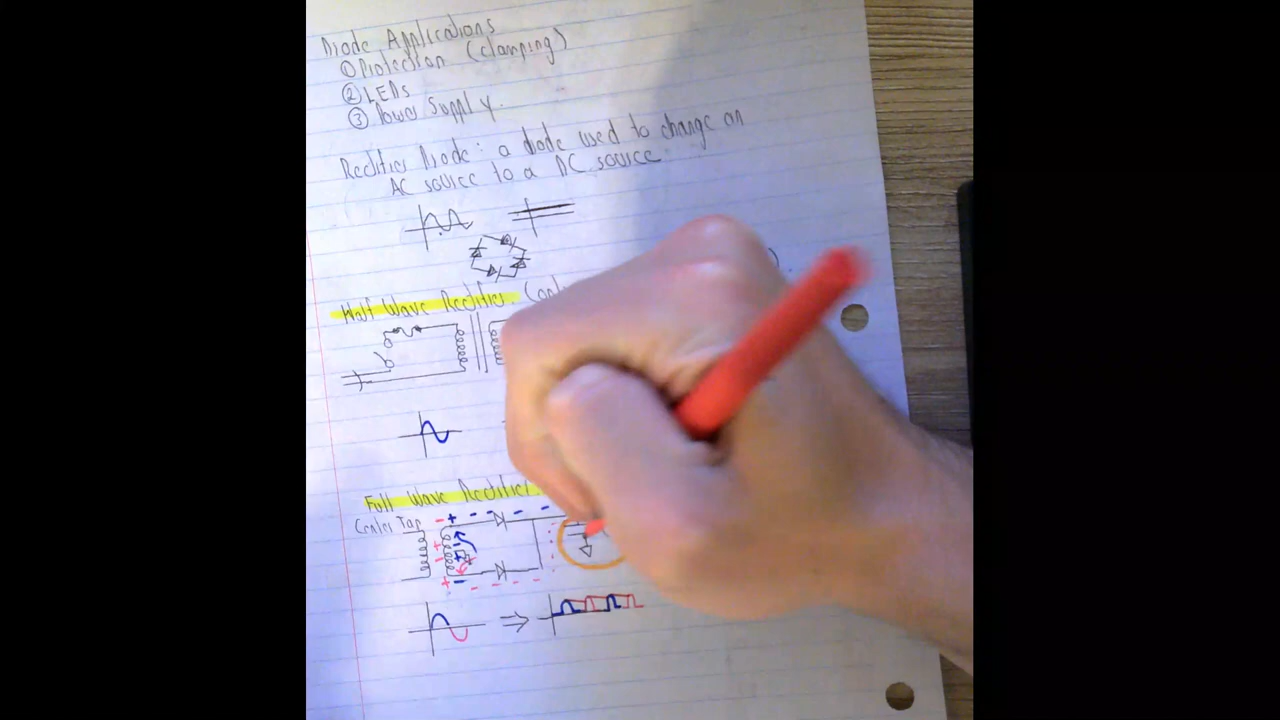 Diode Applications
① Protection (clamping)
② LEDs
③ Power Supply.
Rectifier Diode: a diode used to change an
AC source to a DC source
Half Wave Rectifier
Full Wave Rectifier
Center Tap